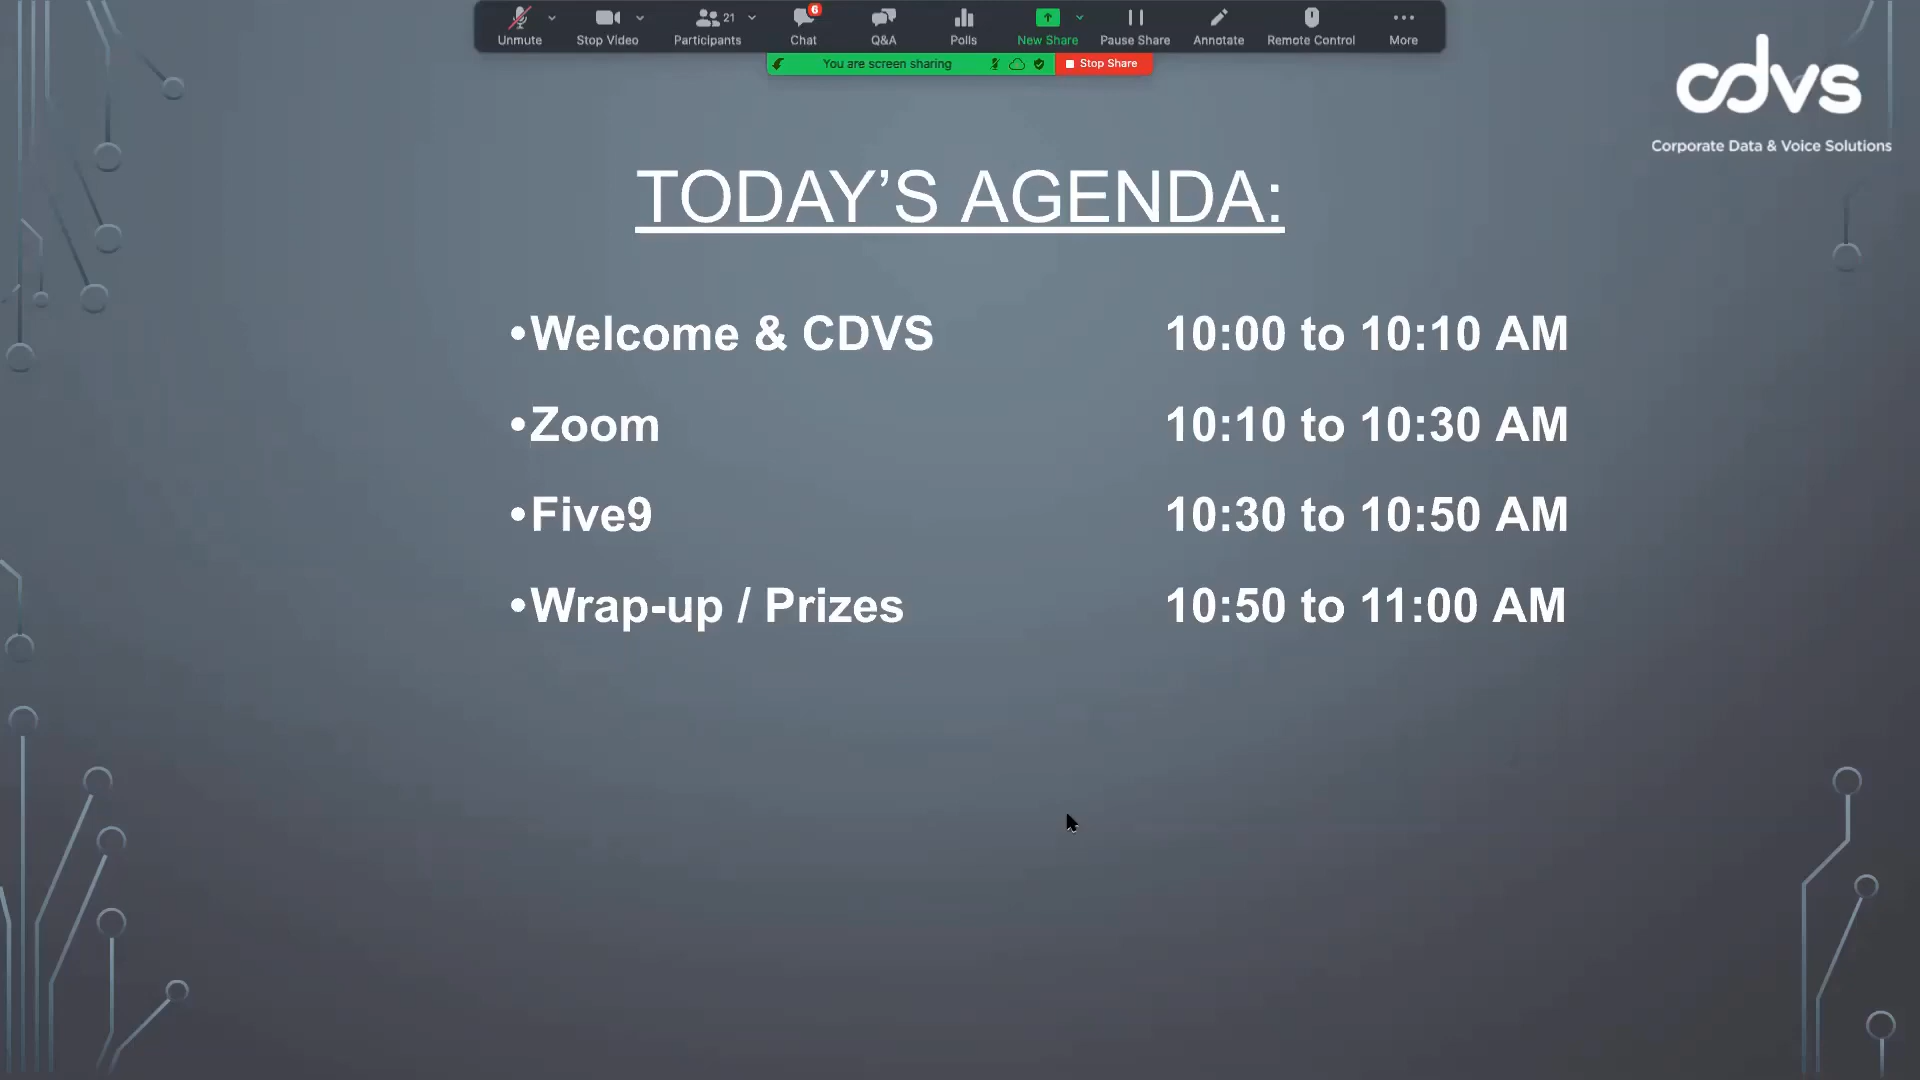 Unmute Stop Video Participants 21 Chat 6 Q&A Polls New Share Pause Share Annotate Remote Control More
You are screen sharing Stop Share
cdvs
Corporate Data & Voice Solutions
TODAY’S AGENDA:
•Welcome & CDVS 10:00 to 10:10 AM
•Zoom 10:10 to 10:30 AM
•Five9 10:30 to 10:50 AM
•Wrap-up / Prizes 10:50 to 11:00 AM